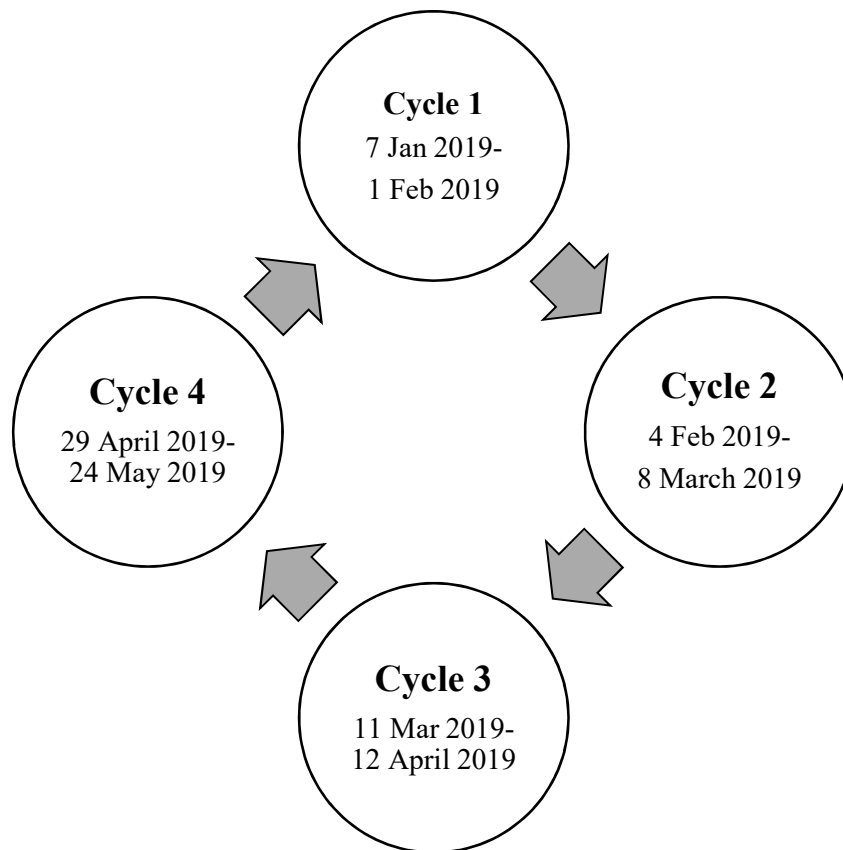 Cycle 1
7 Jan 2019-
1 Feb 2019
Cycle 2
4 Feb 2019-
8 March 2019
Cycle 3
11 Mar 2019-
12 April 2019
Cycle 4
29 April 2019-
24 May 2019